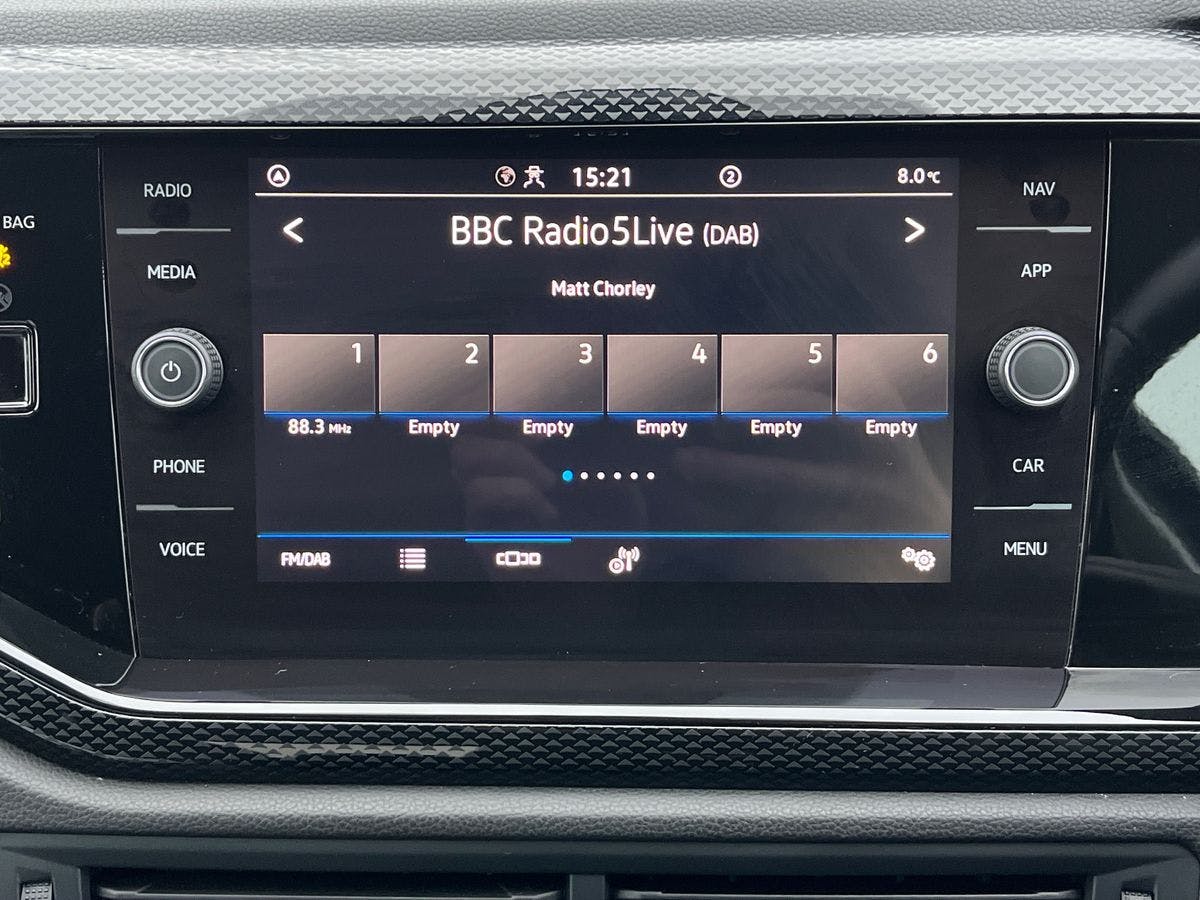 15:21
2
8.0°C
RADIO
NAV
BAG
BBC Radio5Live (DAB)
MEDIA
APP
Matt Chorley
1 2 3 4 5 6
88.3 MHz Empty Empty Empty Empty Empty
PHONE
CAR
VOICE
MENU
FM/DAB